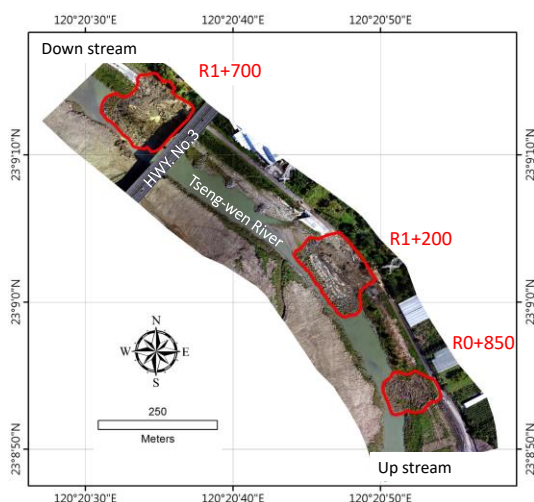 120°20'30"E 120°20'40"E 120°20'50"E
Down stream
R1+700
23°9'10"N
23°9'10"N
HWY. No.3
Tseng-wen River
R1+200
23°9'0"N
23°9'0"N
R0+850
N
W E
S
250
Meters
23°8'50"N
23°8'50"N
Up stream
120°20'30"E 120°20'40"E 120°20'50"E